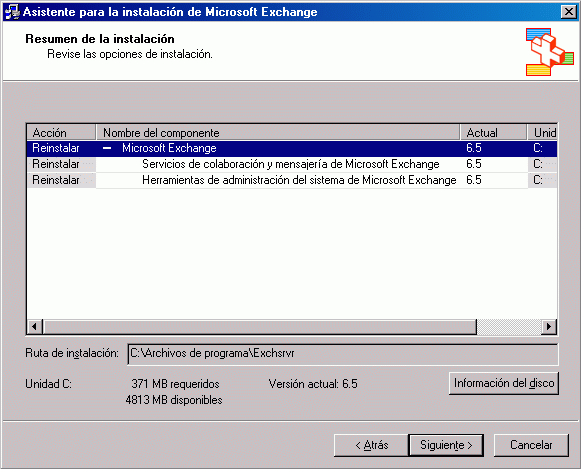 Asistente para la instalación de Microsoft Exchange
Resumen de la instalación
Revise las opciones de instalación.
Acción Nombre del componente Actual Unid
Reinstalar Microsoft Exchange 6.5 C:
Reinstalar Servicios de colaboración y mensajería de Microsoft Exchange 6.5 C:
Reinstalar Herramientas de administración del sistema de Microsoft Exchange 6.5 C:
Ruta de instalación: C:\Archivos de programa\Exchsrvr
Unidad C: 371 MB requeridos Versión actual: 6.5 Información del disco
4813 MB disponibles
< Atrás Siguiente > Cancelar